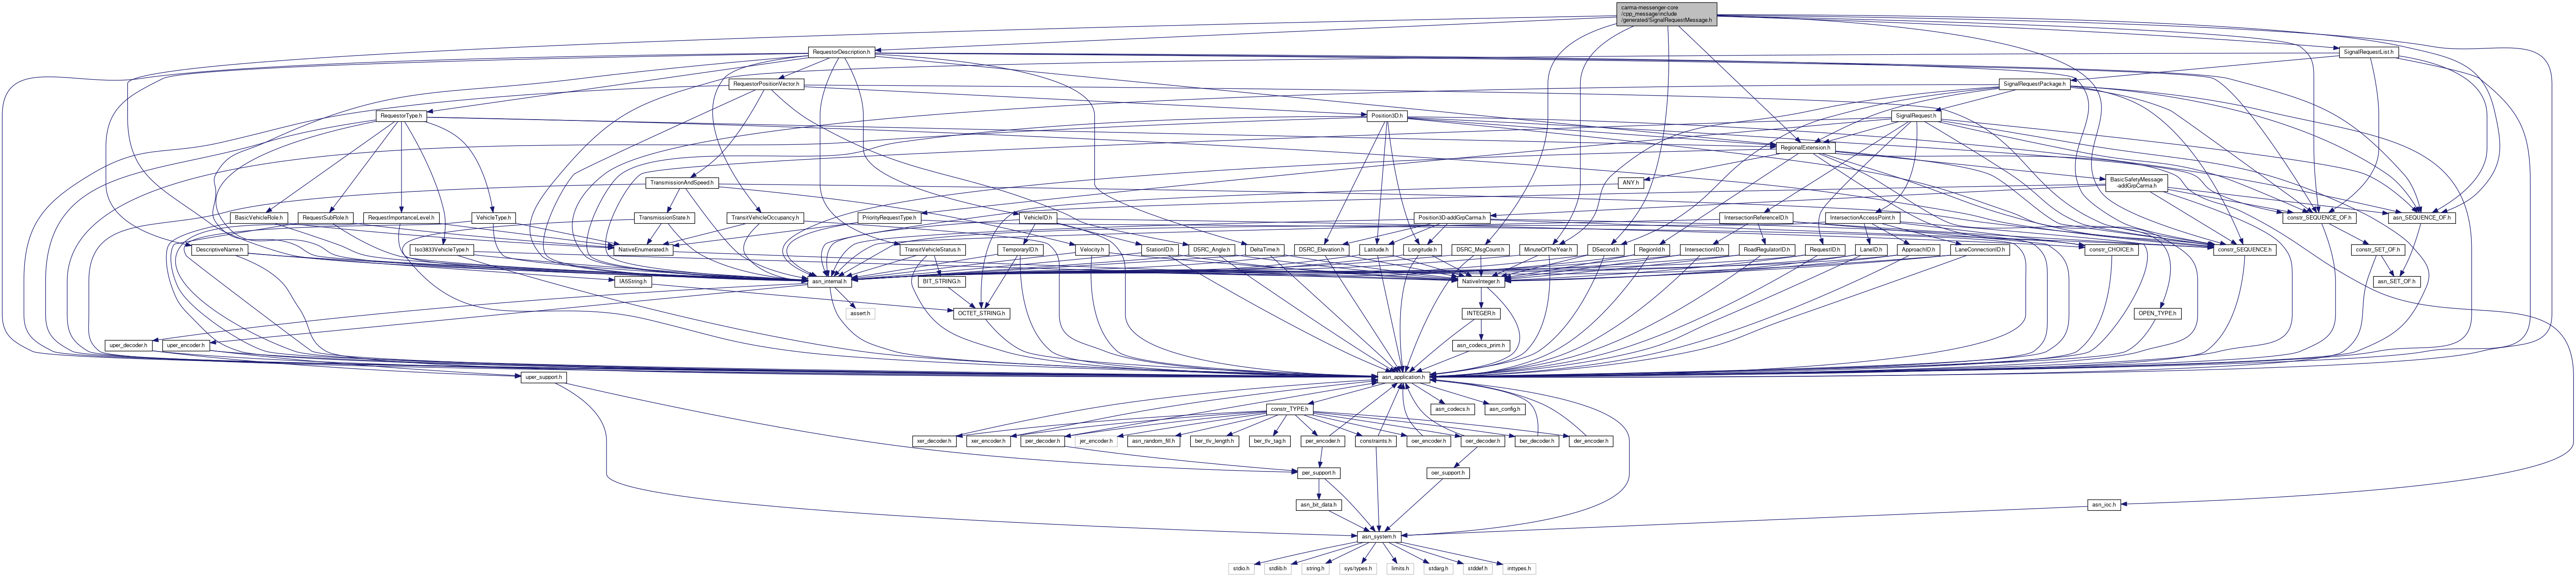 carma-messenger-core
/cpp_message/include
/generated/SignalRequestMessage.h
RequestorDescription.h
SignalRequestList.h
RequestorPositionVector.h
SignalRequestPackage.h
RequestorType.h
Position3D.h
SignalRequest.h
RegionalExtension.h
TransmissionAndSpeed.h
ANY.h
BasicSafetyMessage
-addGrpCarma.h
BasicVehicleRole.h
RequestSubRole.h
RequestImportanceLevel.h
VehicleType.h
TransmissionState.h
TransitVehicleOccupancy.h
PriorityRequestType.h
VehicleID.h
Position3D-addGrpCarma.h
IntersectionReferenceID.h
IntersectionAccessPoint.h
constr_SEQUENCE_OF.h
asn_SEQUENCE_OF.h
DescriptiveName.h
Iso3833VehicleType.h
NativeEnumerated.h
TransitVehicleStatus.h
TemporaryID.h
Velocity.h
StationID.h
DSRC_Angle.h
DeltaTime.h
DSRC_Elevation.h
Latitude.h
Longitude.h
DSRC_MsgCount.h
MinuteOfTheYear.h
DSecond.h
RegionId.h
IntersectionID.h
RoadRegulatorID.h
RequestID.h
LaneID.h
ApproachID.h
LaneConnectionID.h
constr_CHOICE.h
constr_SEQUENCE.h
constr_SET_OF.h
IA5String.h
asn_internal.h
BIT_STRING.h
NativeInteger.h
asn_SET_OF.h
assert.h
OCTET_STRING.h
INTEGER.h
OPEN_TYPE.h
uper_decoder.h
uper_encoder.h
asn_codecs_prim.h
uper_support.h
asn_application.h
constr_TYPE.h
asn_codecs.h
asn_config.h
xer_decoder.h
xer_encoder.h
per_decoder.h
jer_encoder.h
asn_random_fill.h
ber_tlv_length.h
ber_tlv_tag.h
per_encoder.h
constraints.h
oer_encoder.h
oer_decoder.h
ber_decoder.h
der_encoder.h
per_support.h
oer_support.h
asn_bit_data.h
asn_ioc.h
asn_system.h
stdio.h
stdlib.h
string.h
sys/types.h
limits.h
stdarg.h
stddef.h
inttypes.h